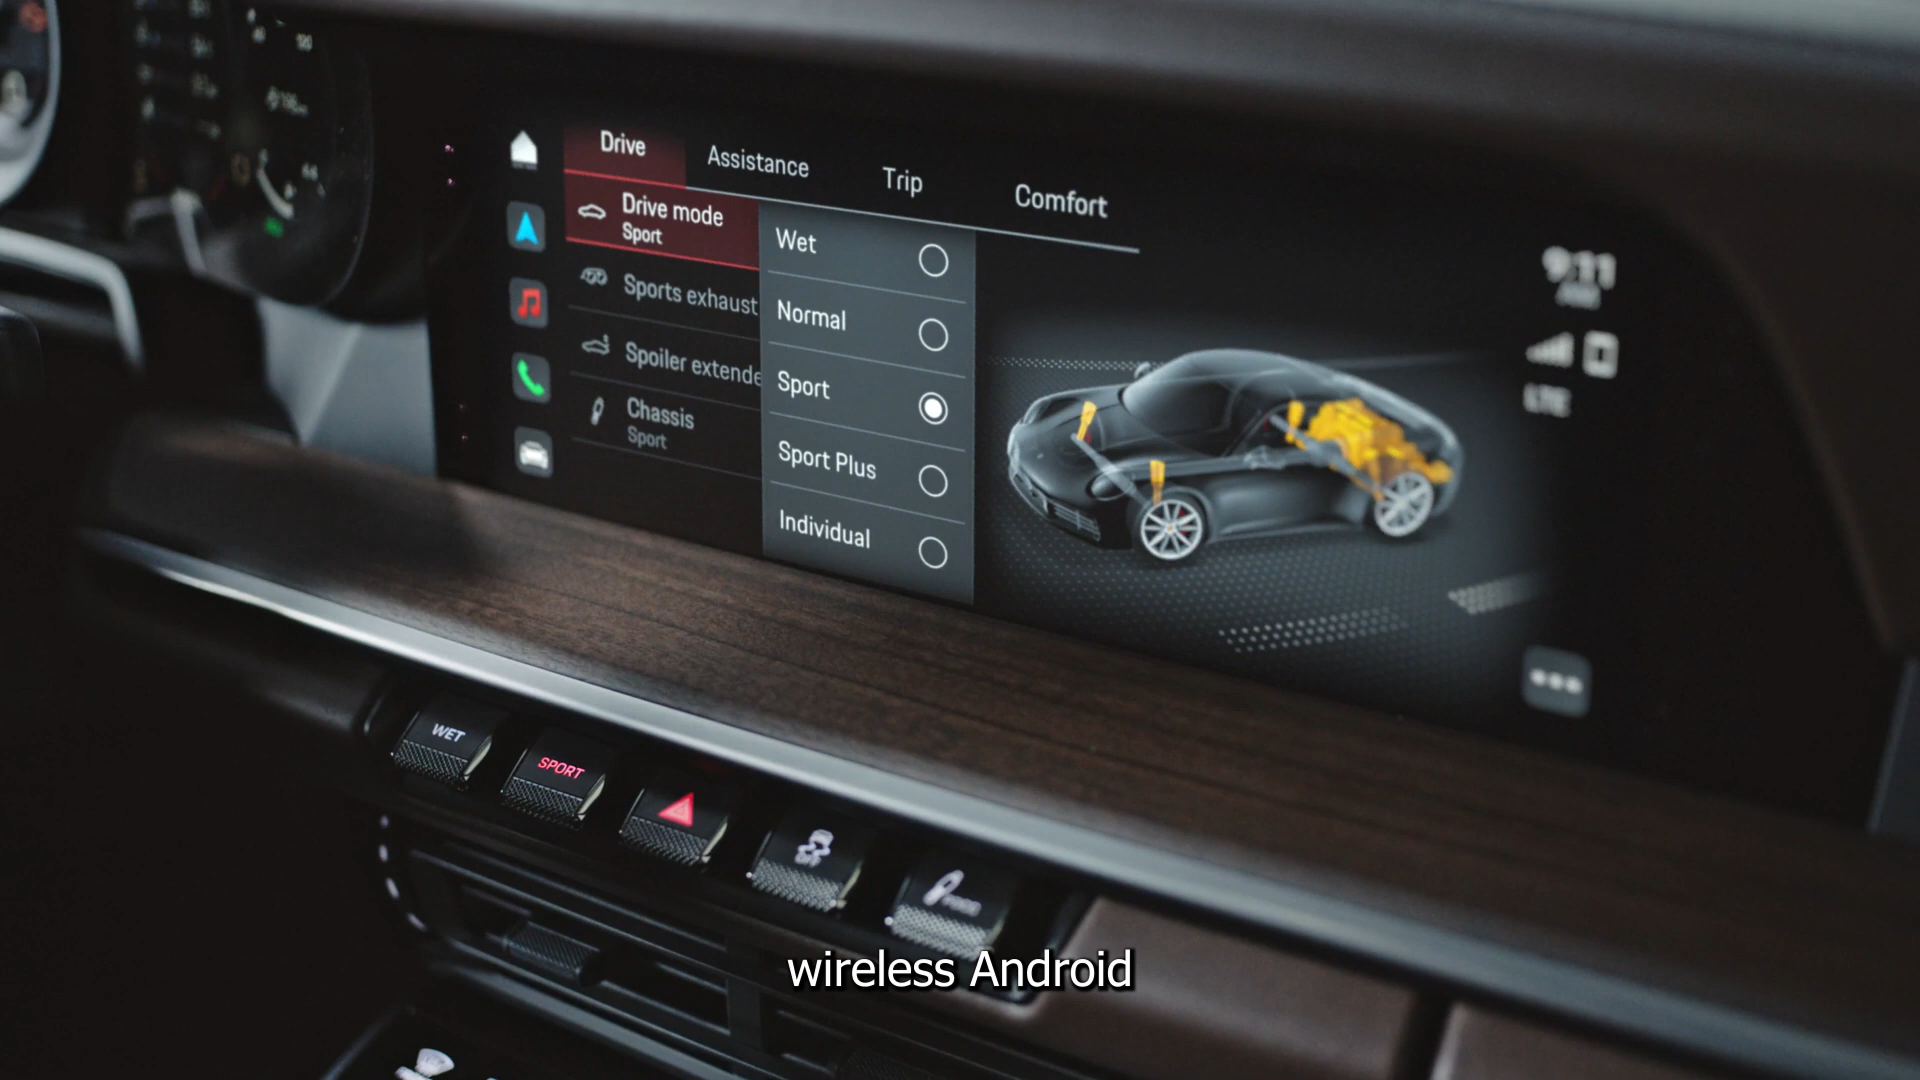 Drive
Assistance
Trip
Comfort
Drive mode
Sport
Sports exhaust
Spoiler extende
Chassis
Sport
Wet
Normal
Sport
Sport Plus
Individual
9:11
LTE
WET
SPORT
OFF
wireless Android